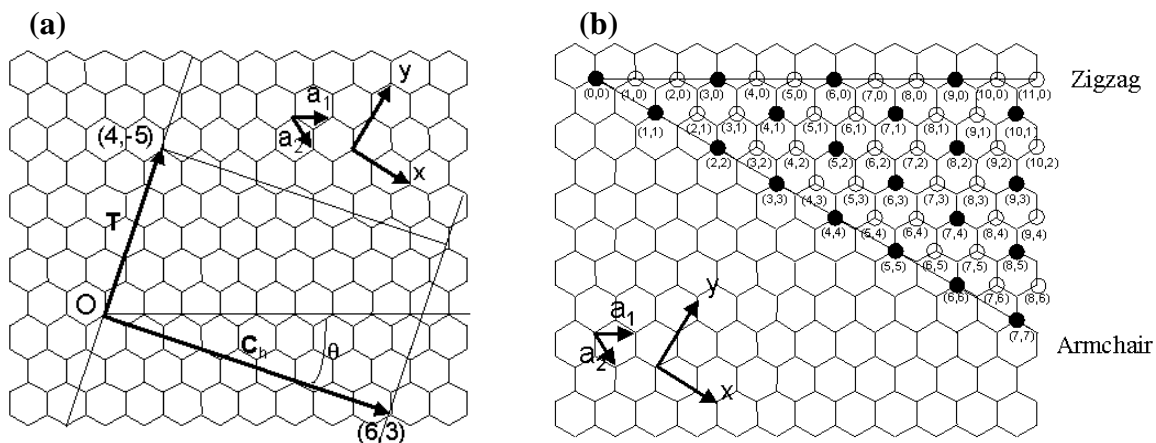 (a)
y
a1
(4,-5)
a2
x
T
O
Ch
θ
(6,3)
(b)
Zigzag
(0,0) (1,0) (2,0) (3,0) (4,0) (5,0) (6,0) (7,0) (8,0) (9,0) (10,0) (11,0)
(1,1) (2,1) (3,1) (4,1) (5,1) (6,1) (7,1) (8,1) (9,1) (10,1)
(2,2) (3,2) (4,2) (5,2) (6,2) (7,2) (8,2) (9,2) (10,2)
(3,3) (4,3) (5,3) (6,3) (7,3) (8,3) (9,3)
(4,4) (5,4) (6,4) (7,4) (8,4) (9,4)
(5,5) (6,5) (7,5) (8,5)
(6,6) (7,6) (8,6)
(7,7)
y
a1
a2
x
Armchair